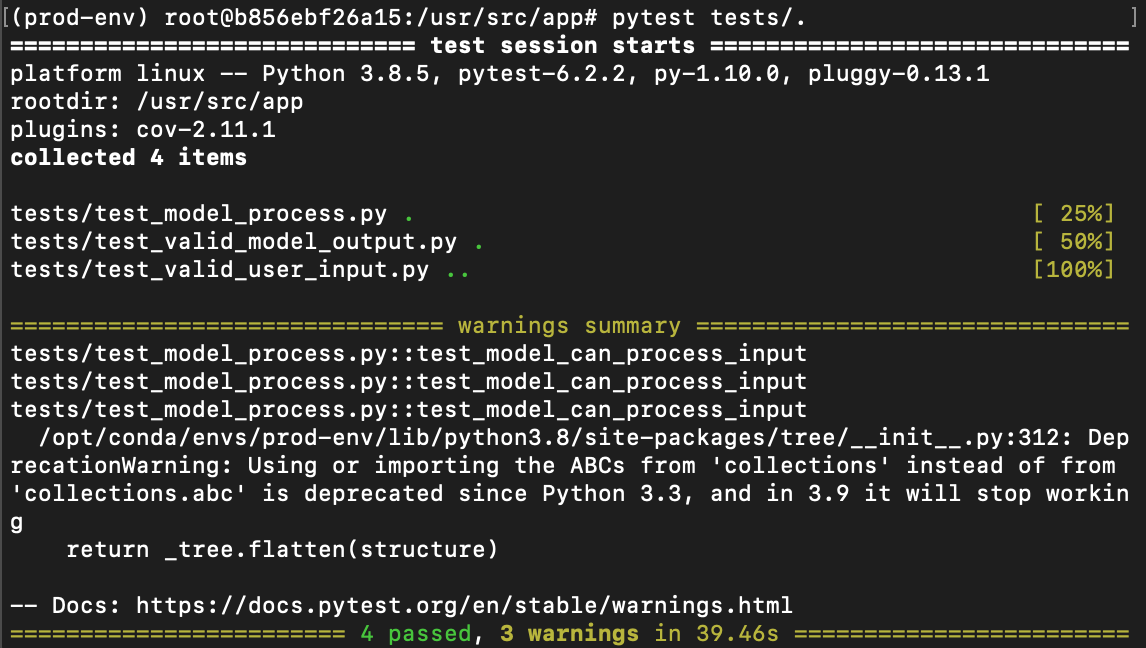 [(prod-env) root@b856ebf26a15:/usr/src/app# pytest tests/. ]
============================= test session starts ==============================
platform linux -- Python 3.8.5, pytest-6.2.2, py-1.10.0, pluggy-0.13.1
rootdir: /usr/src/app
plugins: cov-2.11.1
collected 4 items
tests/test_model_process.py . [ 25%]
tests/test_valid_model_output.py . [ 50%]
tests/test_valid_user_input.py .. [100%]
=============================== warnings summary ===============================
tests/test_model_process.py::test_model_can_process_input
tests/test_model_process.py::test_model_can_process_input
tests/test_model_process.py::test_model_can_process_input
/opt/conda/envs/prod-env/lib/python3.8/site-packages/tree/__init__.py:312: Dep
recationWarning: Using or importing the ABCs from 'collections' instead of from
'collections.abc' is deprecated since Python 3.3, and in 3.9 it will stop workin
g
return _tree.flatten(structure)
-- Docs: https://docs.pytest.org/en/stable/warnings.html
======================== 4 passed, 3 warnings in 39.46s ========================